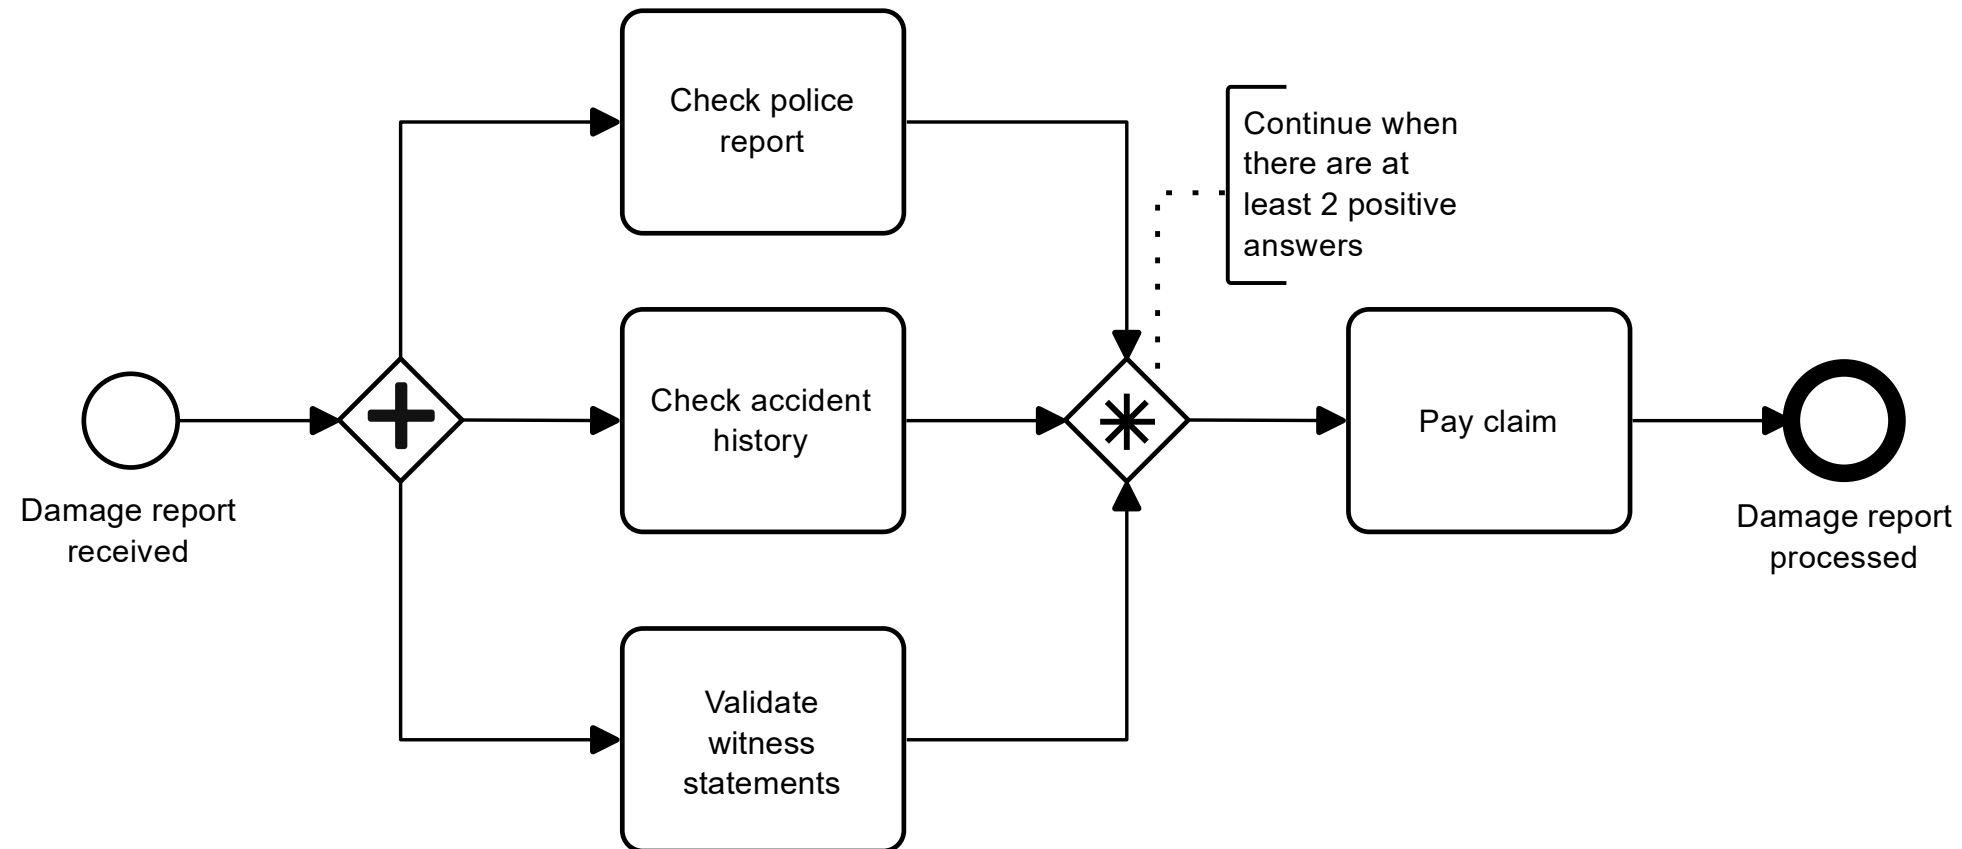 Check police
report
Continue when
there are at
least 2 positive
answers
Damage report
received
Check accident
history
Pay claim
Damage report
processed
Validate
witness
statements